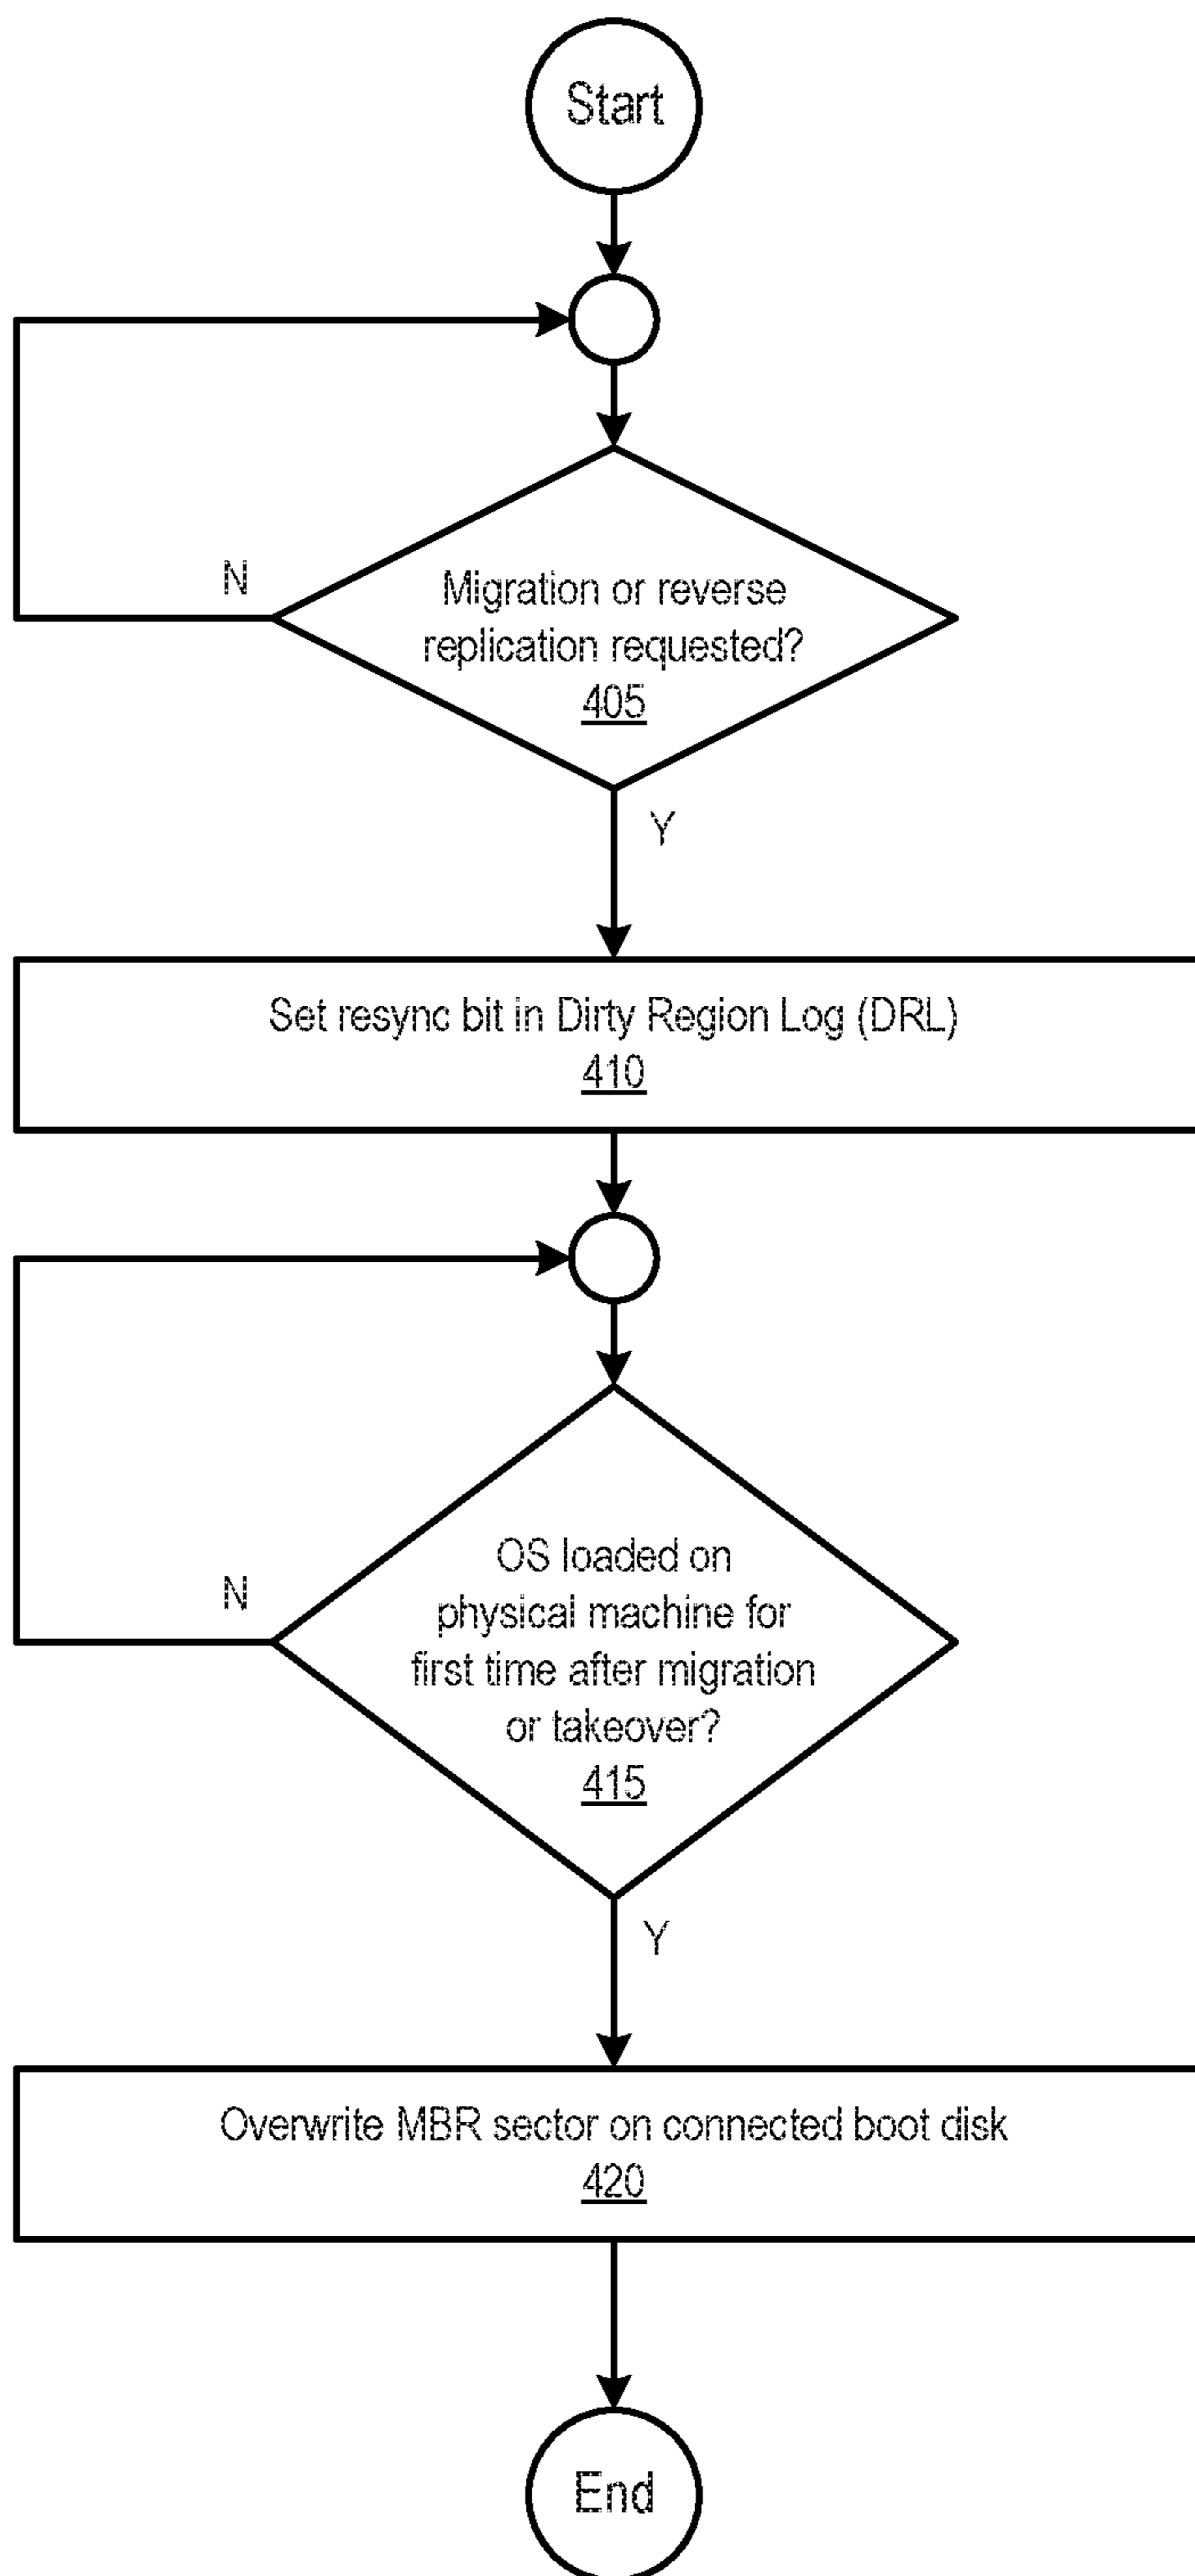 Start
Migration or reverse
replication requested?
405
N
Y
Set resync bit in Dirty Region Log (DRL)
410
OS loaded on
physical machine for
first time after migration
or takeover?
415
N
Y
Overwrite MBR sector on connected boot disk
420
End